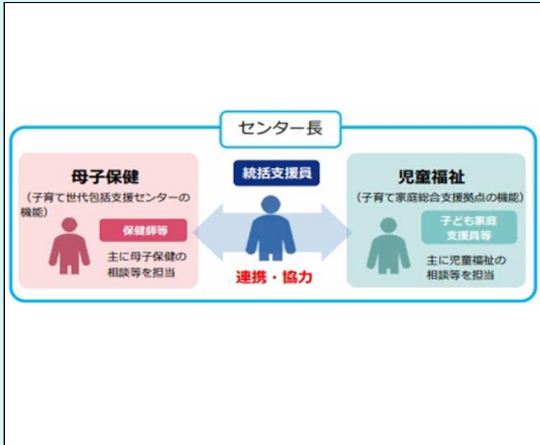 センター長
母子保健
（子育て世代包括支援センターの
機能）
保健師等
主に母子保健の
相談等を担当
統括支援員
連携・協力
児童福祉
（子育て家庭総合支援拠点の機能）
子ども家庭
支援員等
主に児童福祉の
相談等を担当